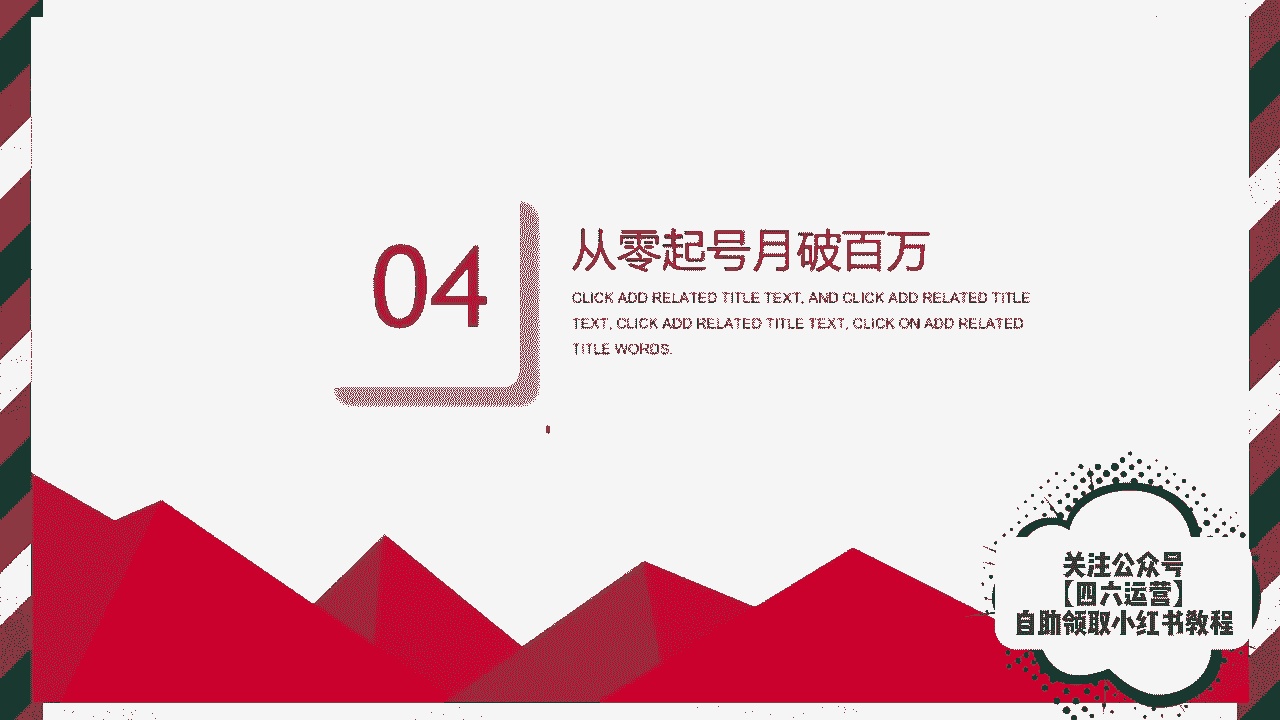 04
从零起号月破百万
CLICK ADD RELATED TITLE TEXT, AND CLICK ADD RELATED TITLE
TEXT, CLICK ADD RELATED TITLE TEXT, CLICK ON ADD RELATED
TITLE WORDS.
关注公众号
【四六运营】
自助领取小红书教程